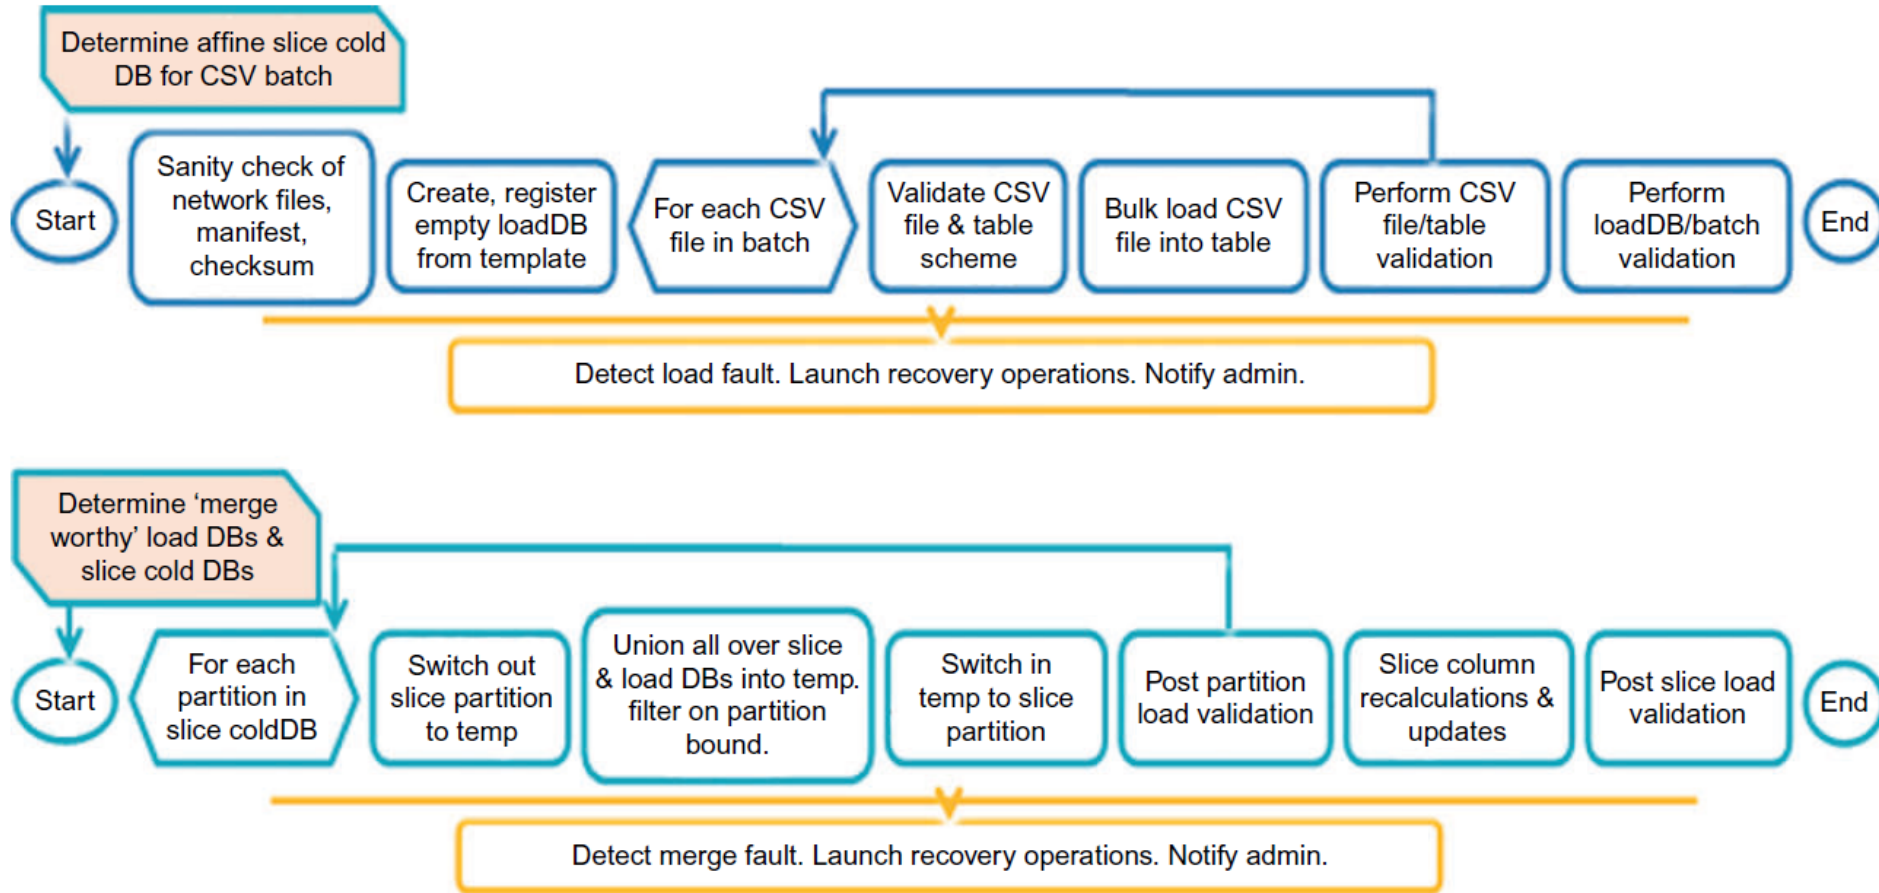 Determine affine slice cold
DB for CSV batch
Start
Sanity check of
network files,
manifest,
checksum
Create, register
empty loadDB
from template
For each CSV
file in batch
Validate CSV
file & table
scheme
Bulk load CSV
file into table
Perform CSV
file/table
validation
Perform
loadDB/batch
validation
End
Detect load fault. Launch recovery operations. Notify admin.
Determine ‘merge
worthy’ load DBs &
slice cold DBs
Start
For each
partition in
slice coldDB
Switch out
slice partition
to temp
Union all over slice
& load DBs into temp.
filter on partition
bound.
Switch in
temp to slice
partition
Post partition
load validation
Slice column
recalculations &
updates
Post slice load
validation
End
Detect merge fault. Launch recovery operations. Notify admin.